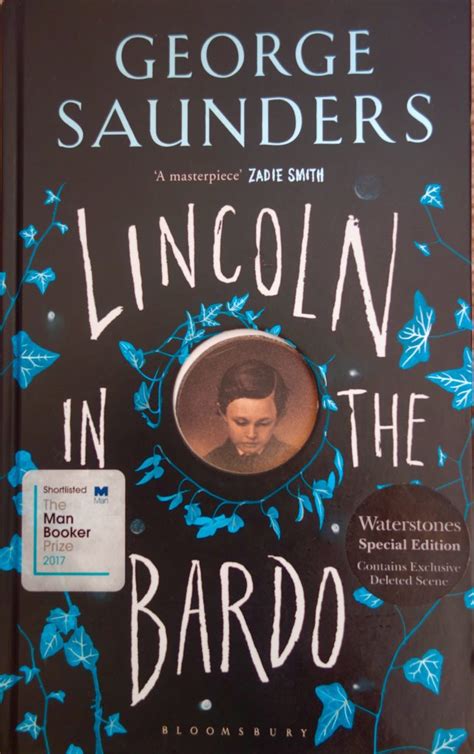 GEORGE
SAUNDERS
'A masterpiece' ZADIE SMITH
LINCOLN
IN THE
BARDO
Shortlisted
Man
The
Man
Booker
Prize
2017
Waterstones
Special Edition
Contains Exclusive
Deleted Scene
BLOOMSBURY